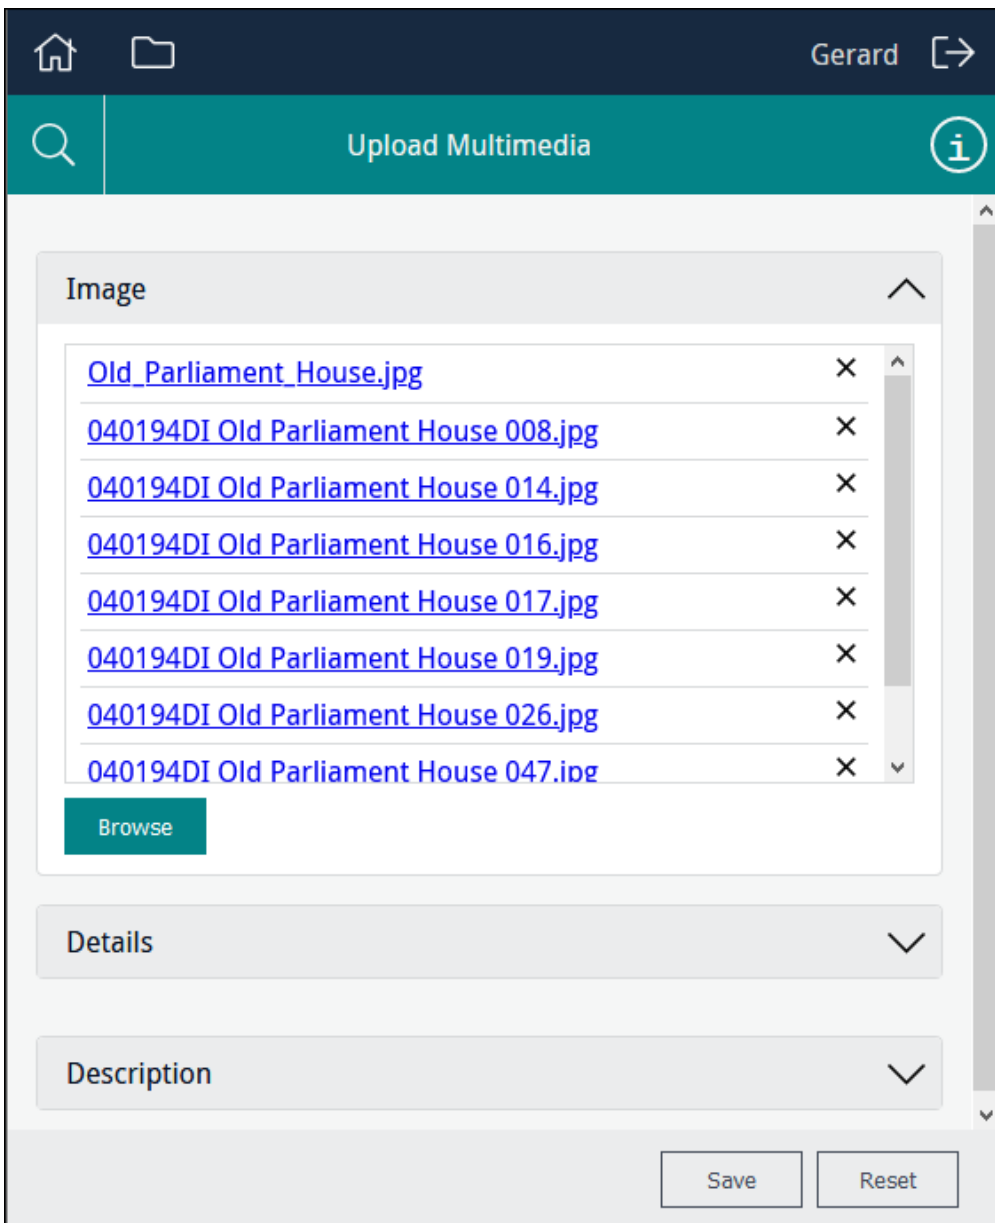 Gerard
Upload Multimedia
Image
Old_Parliament_House.jpg
040194DI Old Parliament House 008.jpg
040194DI Old Parliament House 014.jpg
040194DI Old Parliament House 016.jpg
040194DI Old Parliament House 017.jpg
040194DI Old Parliament House 019.jpg
040194DI Old Parliament House 026.jpg
040194DI Old Parliament House 047.jpg
Browse
Details
Description
Save Reset